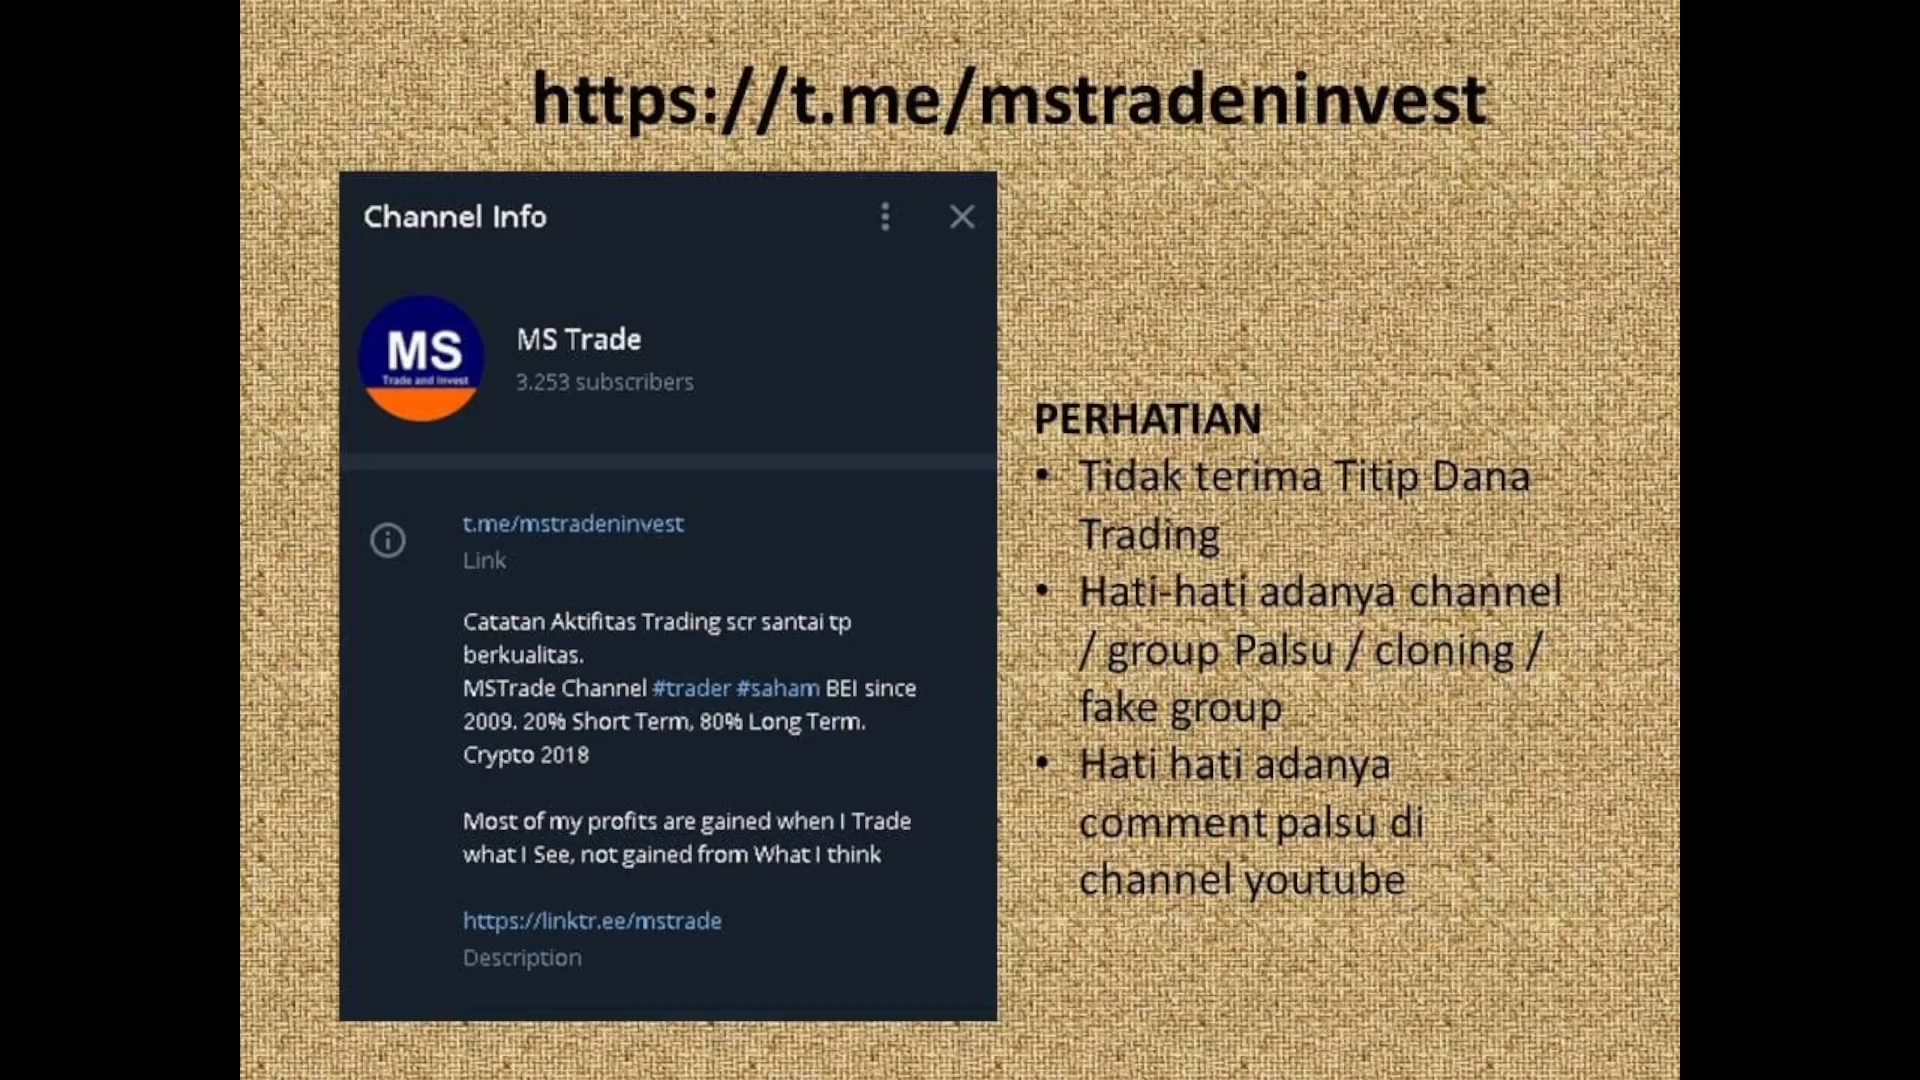 https://t.me/mstradeninvest
Channel Info
MS
Trade and Invest
MS Trade
3.253 subscribers
t.me/mstradeninvest
Link
Catatan Aktifitas Trading scr santai tp
berkualitas.
MSTrade Channel #trader #saham BEI since
2009. 20% Short Term, 80% Long Term.
Crypto 2018
Most of my profits are gained when I Trade
what I See, not gained from What I think
https://linktr.ee/mstrade
Description
PERHATIAN
• Tidak terima Titip Dana
Trading
• Hati-hati adanya channel
/ group Palsu / cloning /
fake group
• Hati hati adanya
comment palsu di
channel youtube